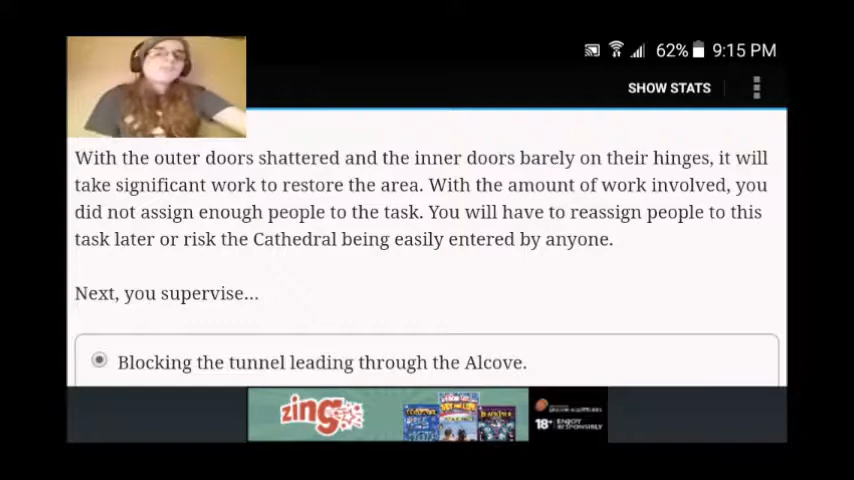 62% 9:15 PM
SHOW STATS
With the outer doors shattered and the inner doors barely on their hinges, it will
take significant work to restore the area. With the amount of work involved, you
did not assign enough people to the task. You will have to reassign people to this
task later or risk the Cathedral being easily entered by anyone.
Next, you supervise...
Blocking the tunnel leading through the Alcove.
zing
18+ ENJOY
RESPONSIBLY